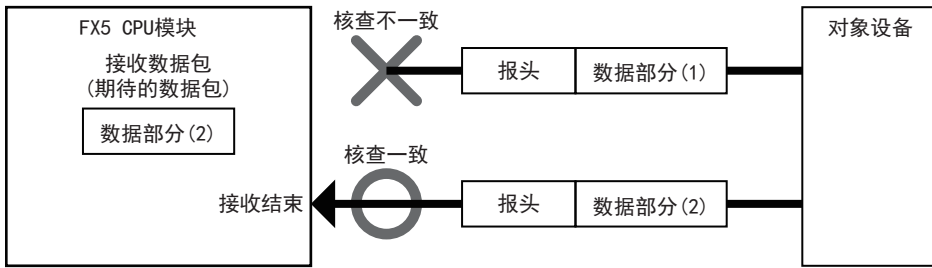 FX5 CPU模块
接收数据包
(期待的数据包)
数据部分(2)
接收结束
核查不一致
报头
数据部分(1)
核查一致
报头
数据部分(2)
对象设备